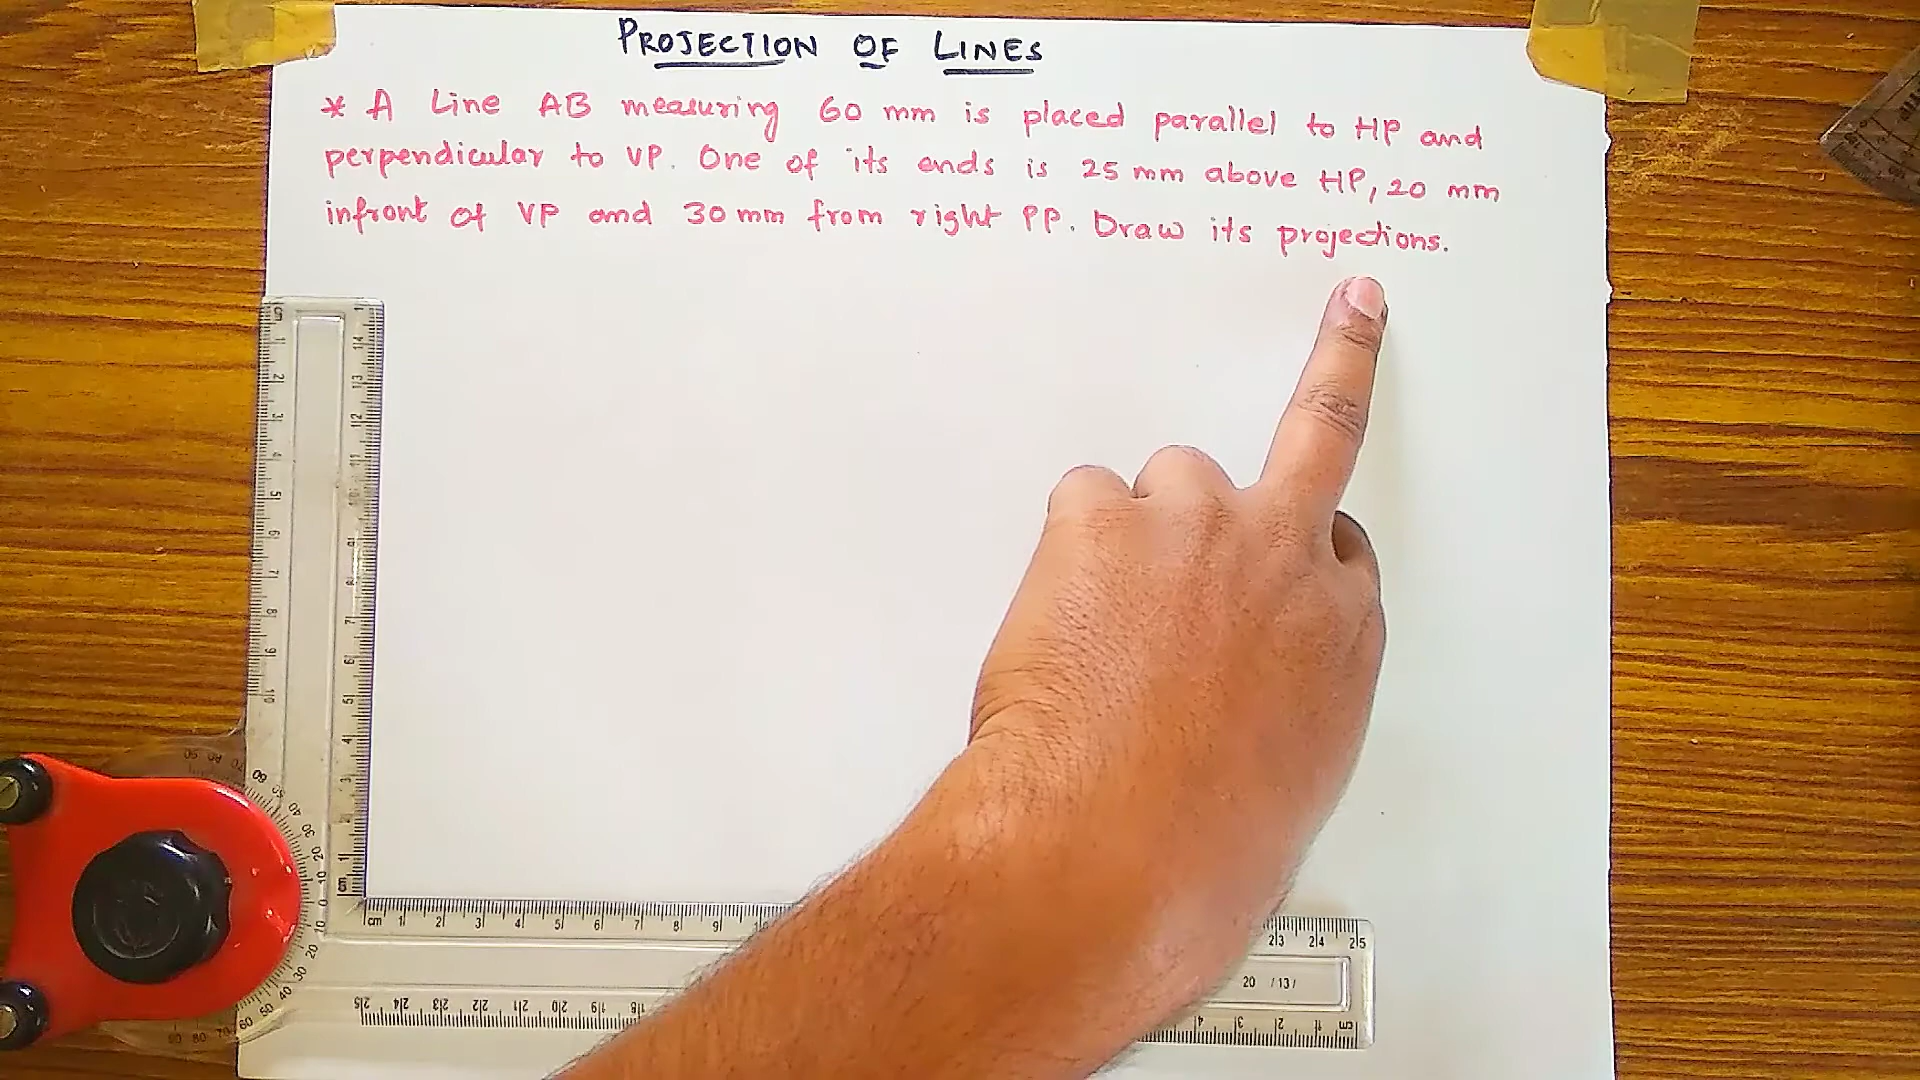 PROJECTION OF LINES
* A Line AB measuring 60 mm is placed parallel to HP and
perpendicular to VP. One of its ends is 25 mm above HP, 20 mm
infront of VP and 30 mm from right PP. Draw its projections.